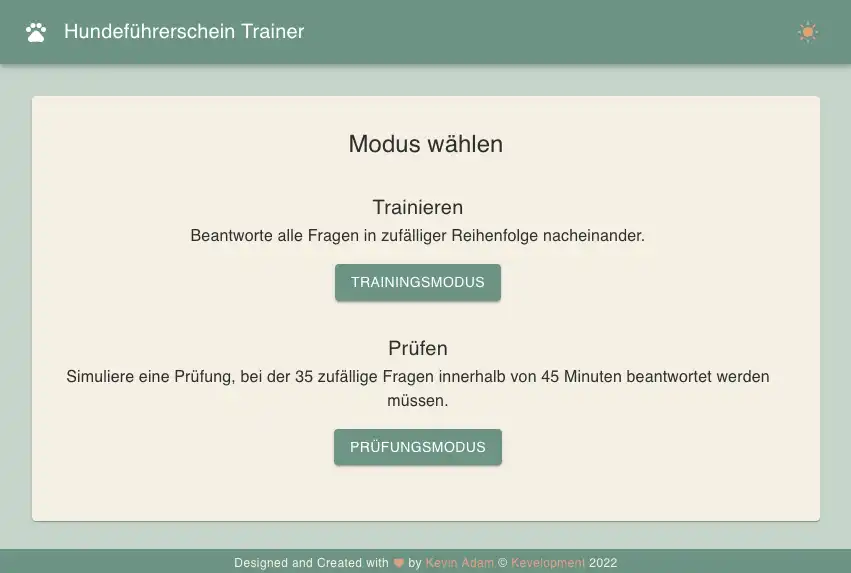 Hundeführerschein Trainer
Modus wählen
Trainieren
Beantworte alle Fragen in zufälliger Reihenfolge nacheinander.
TRAININGSMODUS
Prüfen
Simuliere eine Prüfung, bei der 35 zufällige Fragen innerhalb von 45 Minuten beantwortet werden
müssen.
PRÜFUNGSMODUS
Designed and Created with ❤ by Kevin Adam © Kevelopment 2022